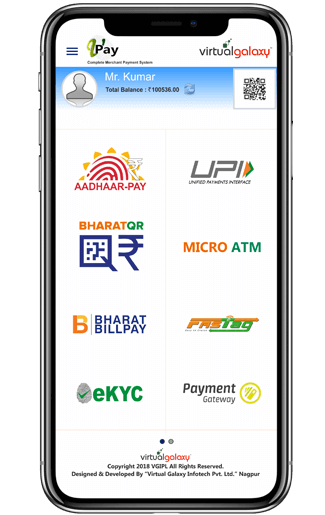 Pay
virtualgalaxy
Complete Merchant Payment System
Mr. Kumar
Total Balance : ₹100536.00
AADHAAR-PAY
UPI
UNIFIED PAYMENTS INTERFACE
BHARATQR
MICRO ATM
BHARAT
BILLPAY
FASTag
eKYC
Payment
Gateway
virtualgalaxy
Copyright 2018 VGIPL All Rights Reserved.
Designed & Developed By "Virtual Galaxy Infotech Pvt. Ltd." Nagpur